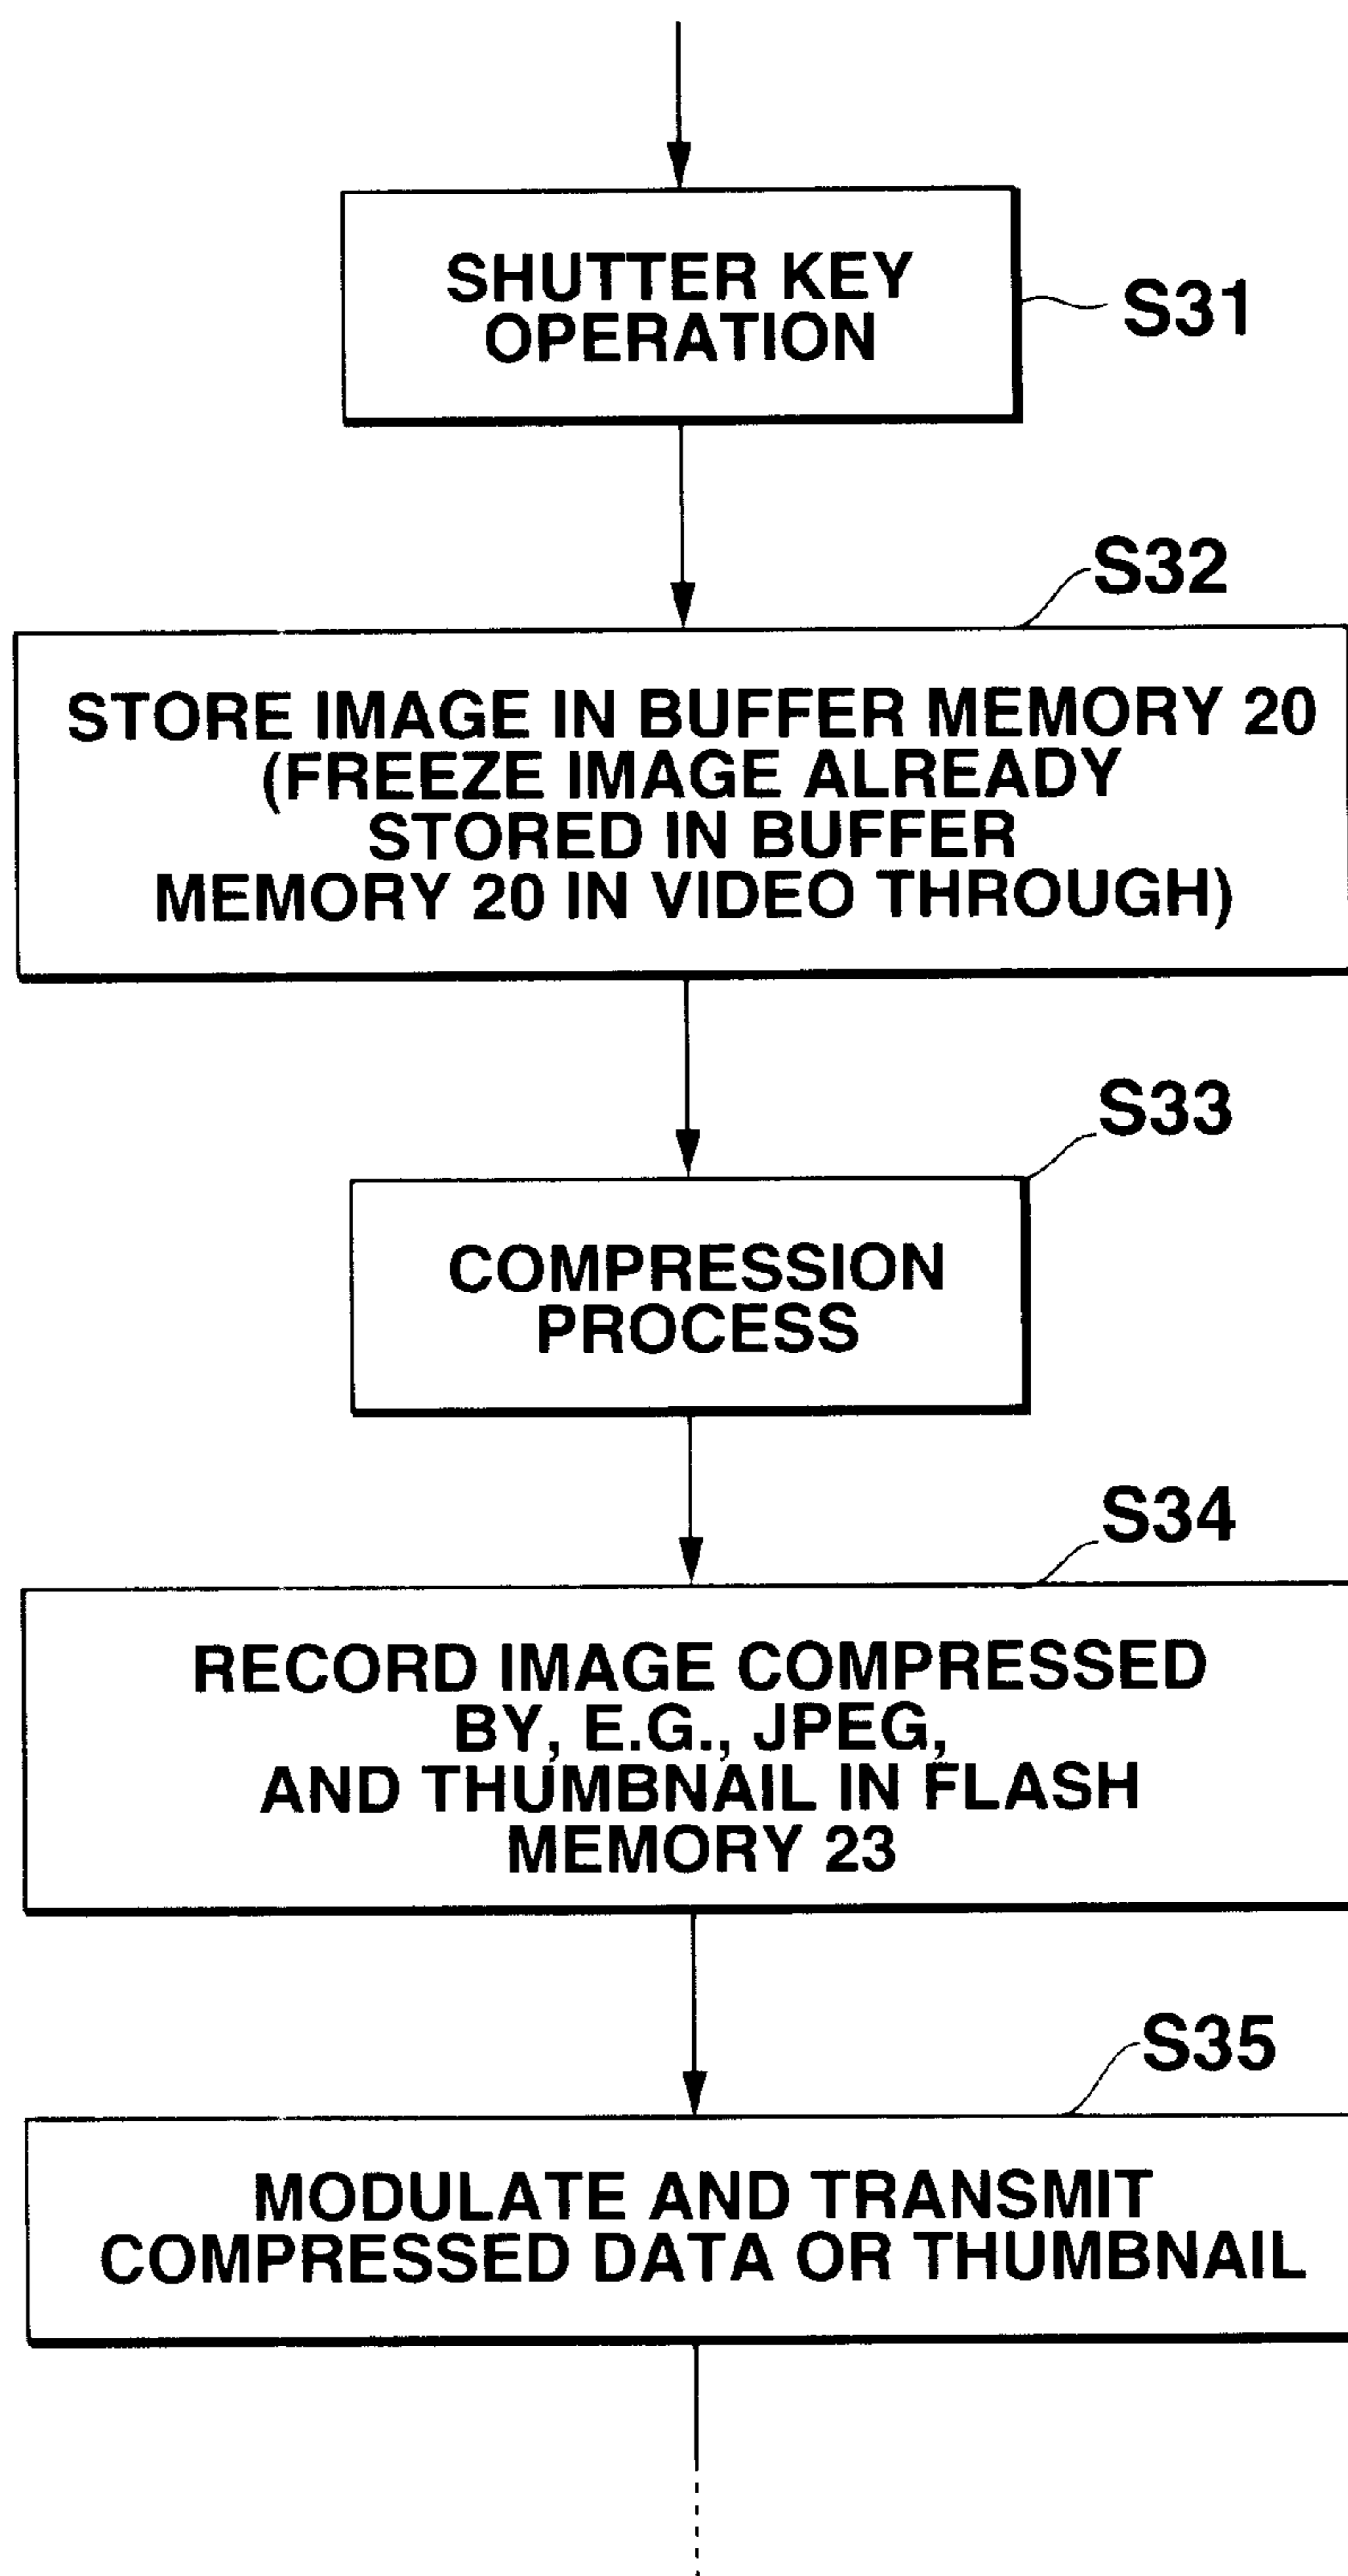 SHUTTER KEY
OPERATION
S31
S32
STORE IMAGE IN BUFFER MEMORY 20
(FREEZE IMAGE ALREADY
STORED IN BUFFER
MEMORY 20 IN VIDEO THROUGH)
S33
COMPRESSION
PROCESS
S34
RECORD IMAGE COMPRESSED
BY, E.G., JPEG,
AND THUMBNAIL IN FLASH
MEMORY 23
S35
MODULATE AND TRANSMIT
COMPRESSED DATA OR THUMBNAIL